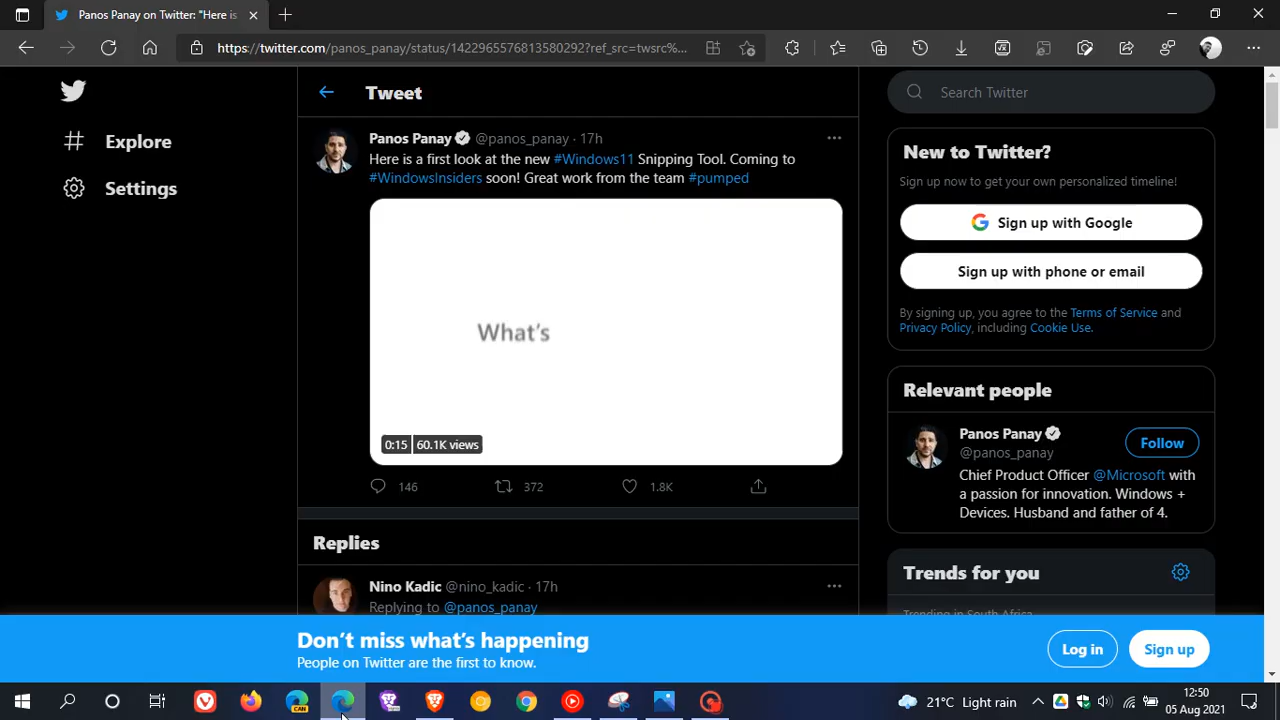 Panos Panay on Twitter: "Here is
https://twitter.com/panos_panay/status/1422965576813580292?ref_src=twsrc%...
Explore
Settings
Tweet
Panos Panay @panos_panay · 17h
Here is a first look at the new #Windows11 Snipping Tool. Coming to
#WindowsInsiders soon! Great work from the team #pumped
What's
0:15 60.1K views
146 372 1.8K
Replies
Nino Kadic @nino_kadic · 17h
Replying to @panos_panay
Search Twitter
New to Twitter?
Sign up now to get your own personalized timeline!
Sign up with Google
Sign up with phone or email
By signing up, you agree to the Terms of Service and
Privacy Policy, including Cookie Use.
Relevant people
Panos Panay
@panos_panay
Follow
Chief Product Officer @Microsoft with
a passion for innovation. Windows +
Devices. Husband and father of 4.
Trends for you
Trending in South Africa
Don't miss what's happening
People on Twitter are the first to know.
Log in
Sign up
CAN
21°C Light rain
12:50
05 Aug 2021